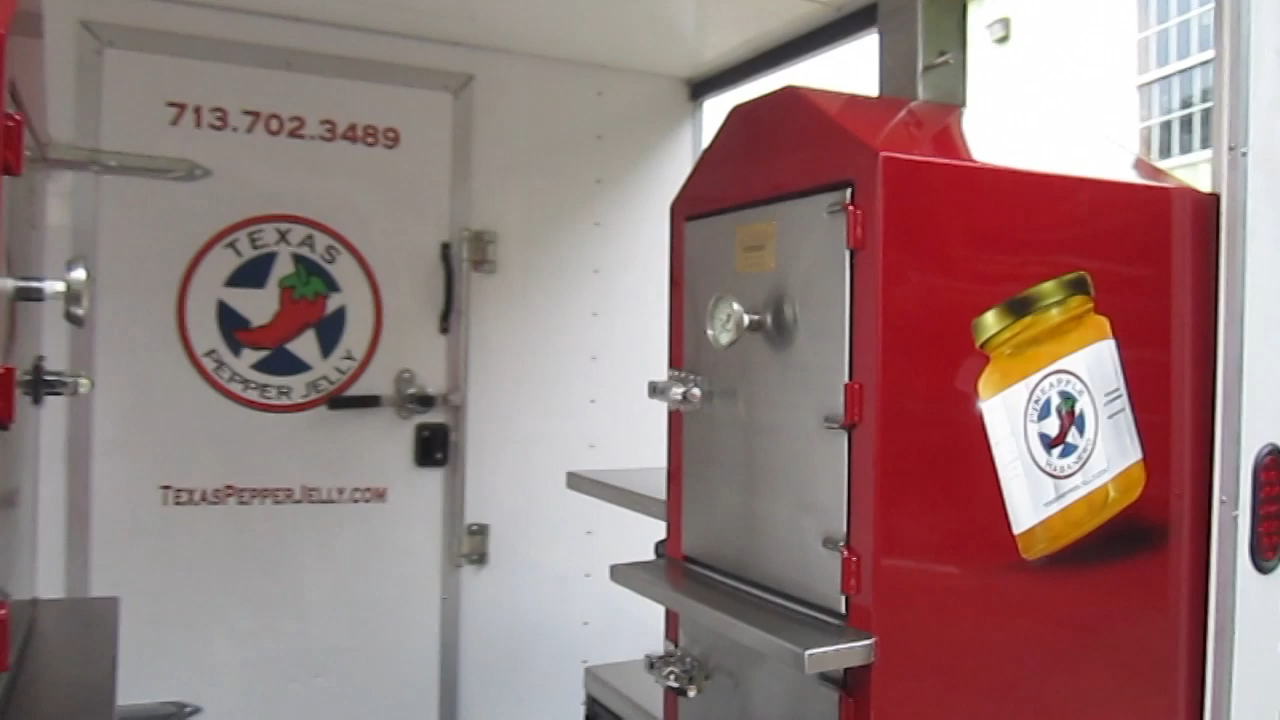 713.702.3489
TEXAS
PEPPER JELLY
TEXASPEPPERJELLY.COM
PINEAPPLE
HABANERO